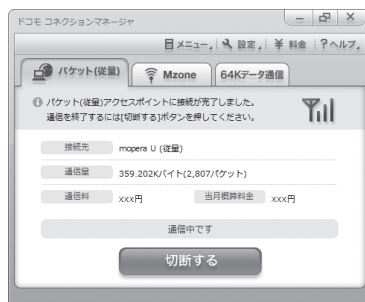 ドコモ コネクションマネージャ
メニュー 設定 ¥ 料金 ? ヘルプ
パケット(従量) Mzone 64Kデータ通信
パケット(従量)アクセスポイントに接続が完了しました。
通信を終了するには[切断する]ボタンを押してください。
接続先 mopera U (従量)
通信量 359.202Kバイト(2,807パケット)
通信料 xxx円 当月概算料金 xxx円
通信中です
切断する